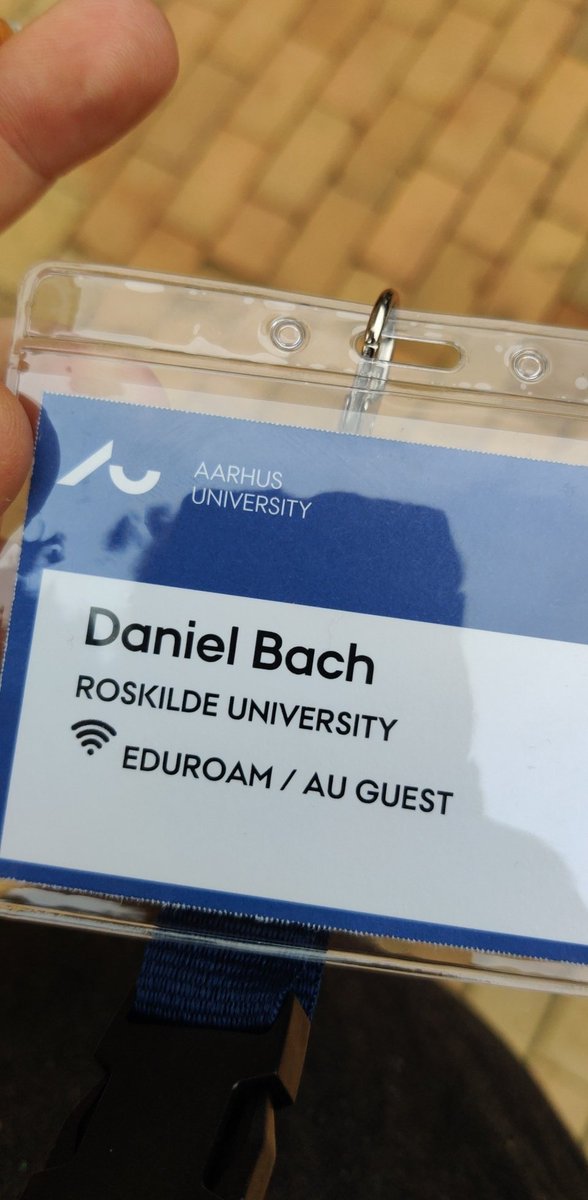 AARHUS
UNIVERSITY
Daniel Bach
ROSKILDE UNIVERSITY
EDUROAM / AU GUEST